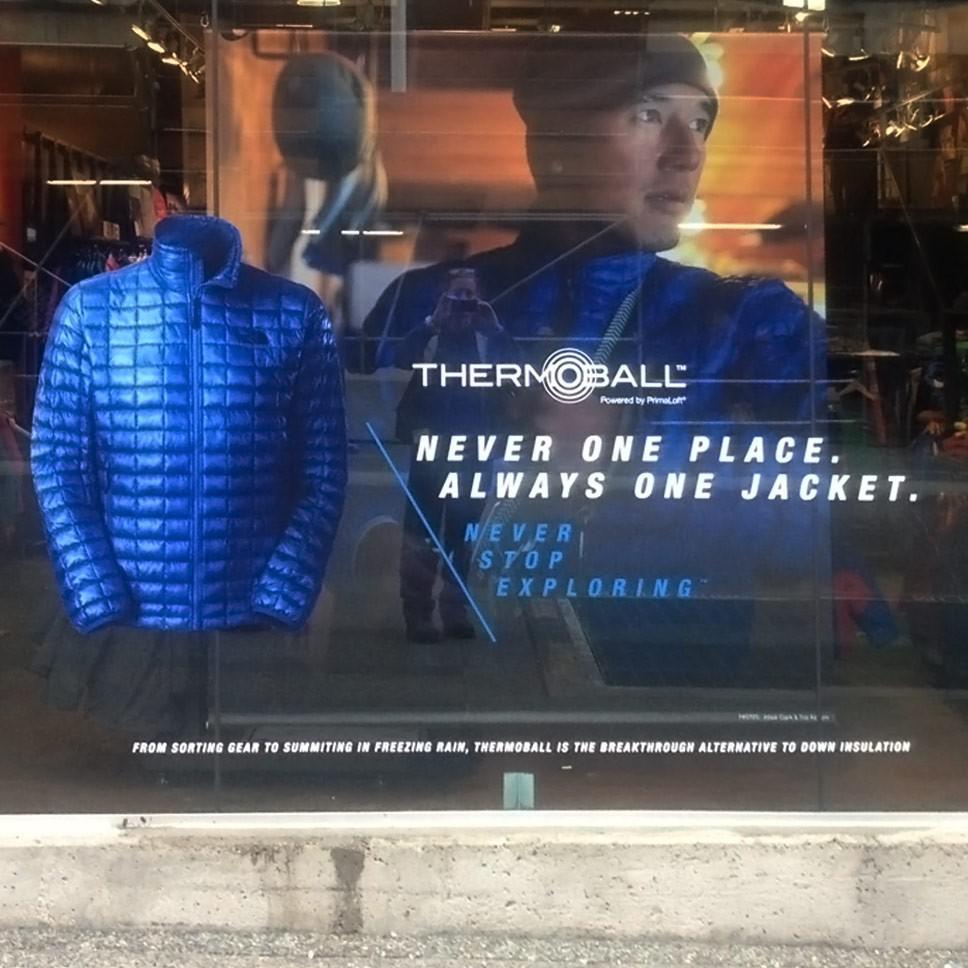 THERMOBALL™
Powered by PrimaLoft®
NEVER ONE PLACE.
ALWAYS ONE JACKET.
NEVER
STOP
EXPLORING™
PHOTOS:
FROM SORTING GEAR TO SUMMITING IN FREEZING RAIN, THERMOBALL IS THE BREAKTHROUGH ALTERNATIVE TO DOWN INSULATION